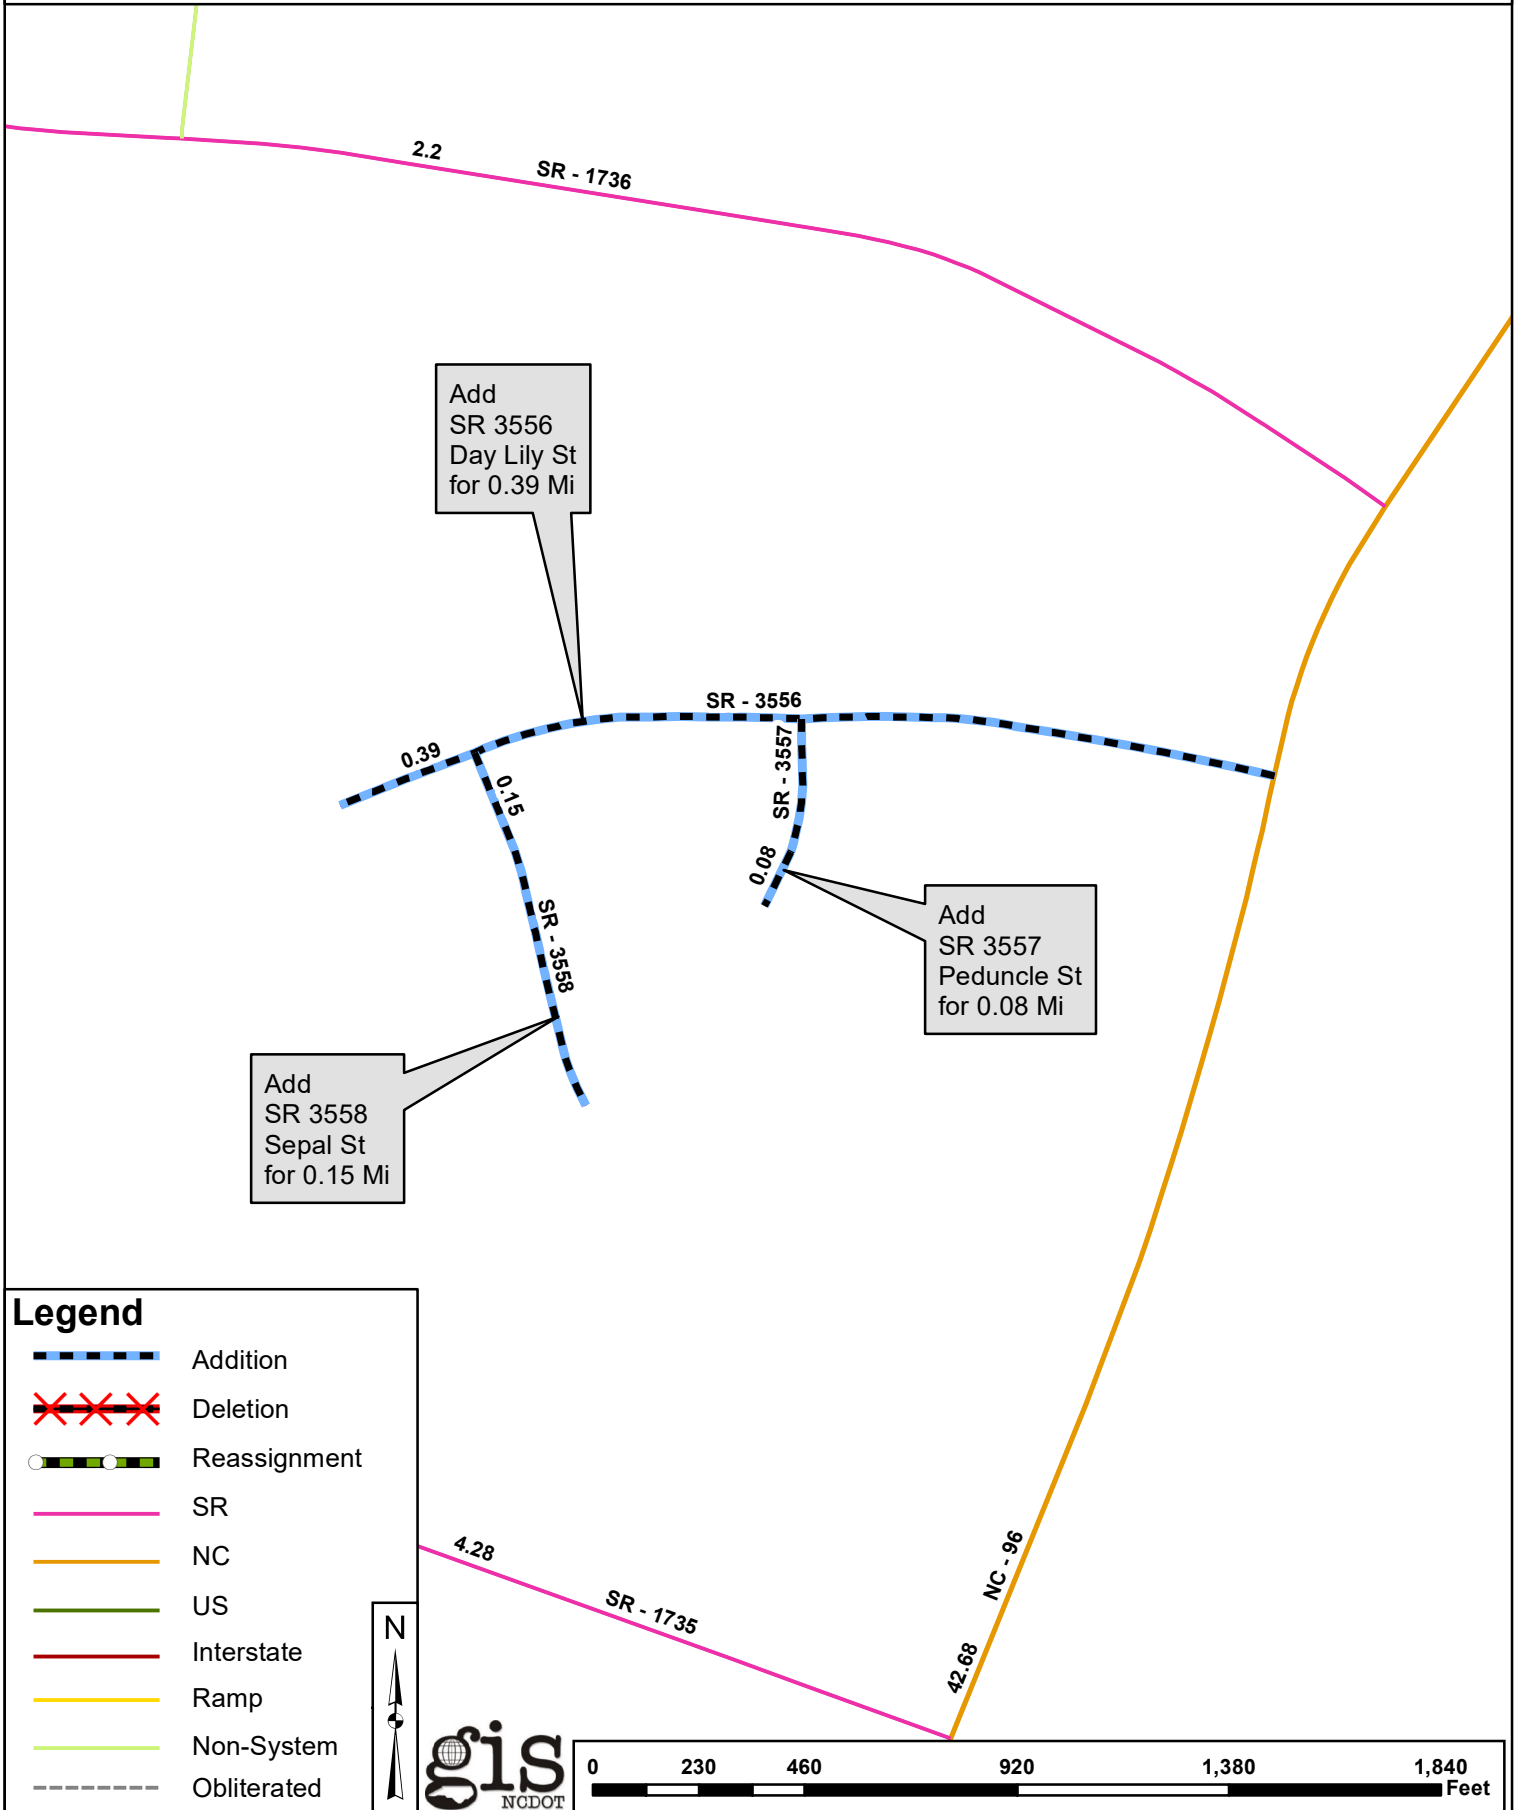 2.2
SR - 1736
Add
SR 3556
Day Lily St
for 0.39 Mi
SR - 3556
0.39
0.15
SR - 3557
0.08
SR - 3558
Add
SR 3557
Peduncle St
for 0.08 Mi
Add
SR 3558
Sepal St
for 0.15 Mi
Legend
Addition
Deletion
Reassignment
SR
NC
US
Interstate
Ramp
Non-System
Obliterated
4.28
SR - 1735
NC - 96
42.68
N
gis
NCDOT
0 230 460 920 1,380 1,840
Feet